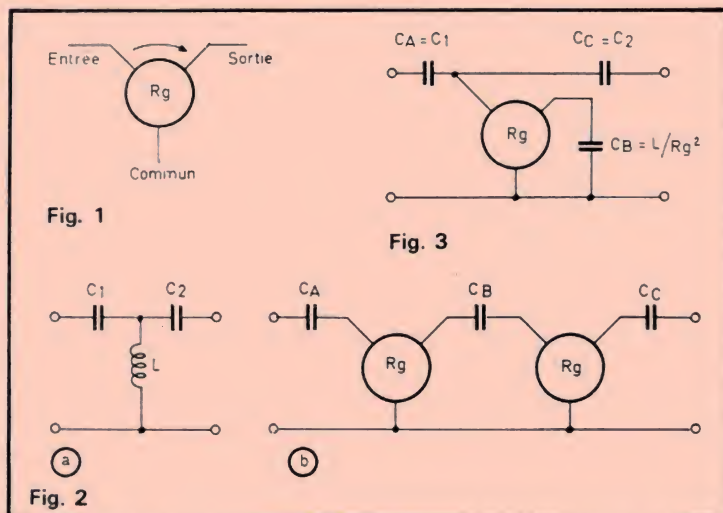 Entrée
Sortie
Rg
Commun
Fig. 1
CA = C1
CC = C2
Rg
CB = L/Rg²
Fig. 3
C1
C2
L
a
CA
CB
CC
Rg
Rg
b
Fig. 2